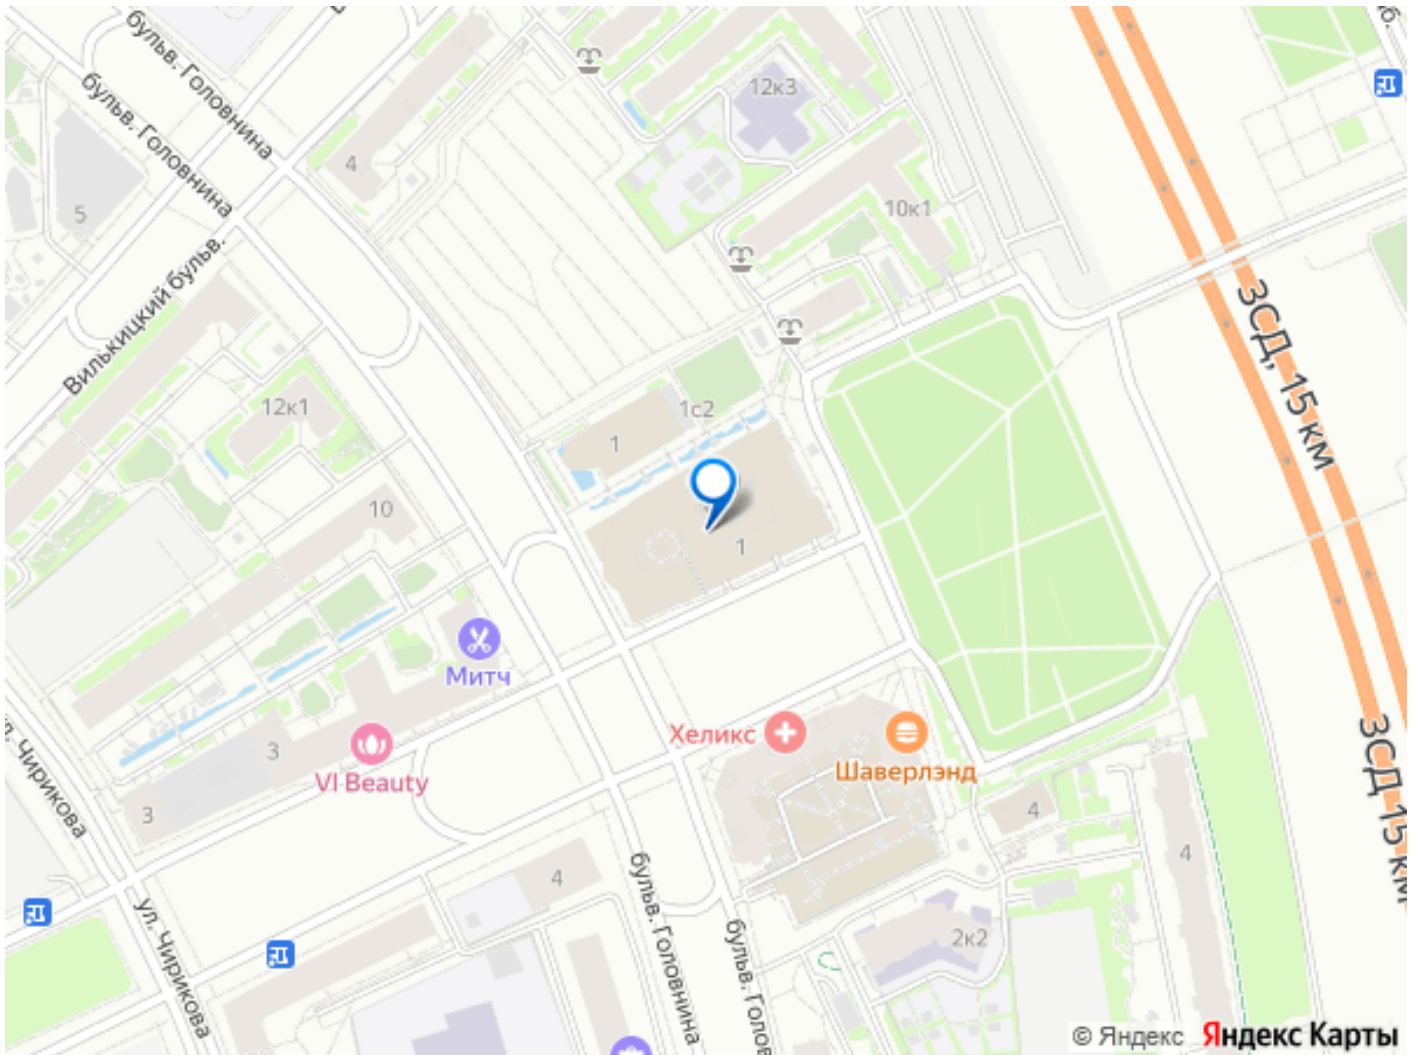 бульв. Головнина
бульв. Головнина
12к3
4
5
10к1
Вилькицкий бульв.
ЗСД, 15 км
12к1
1с2
1
10
1
Митч
Хеликс
Шаверлэнд
VI Beauty
3
3
ЗСД 15 км
ул. Чирикова
4
4
4
бульв. Головнина
ул. Чирикова
бульв. Голов
2к2
© Яндекс Яндекс Карты